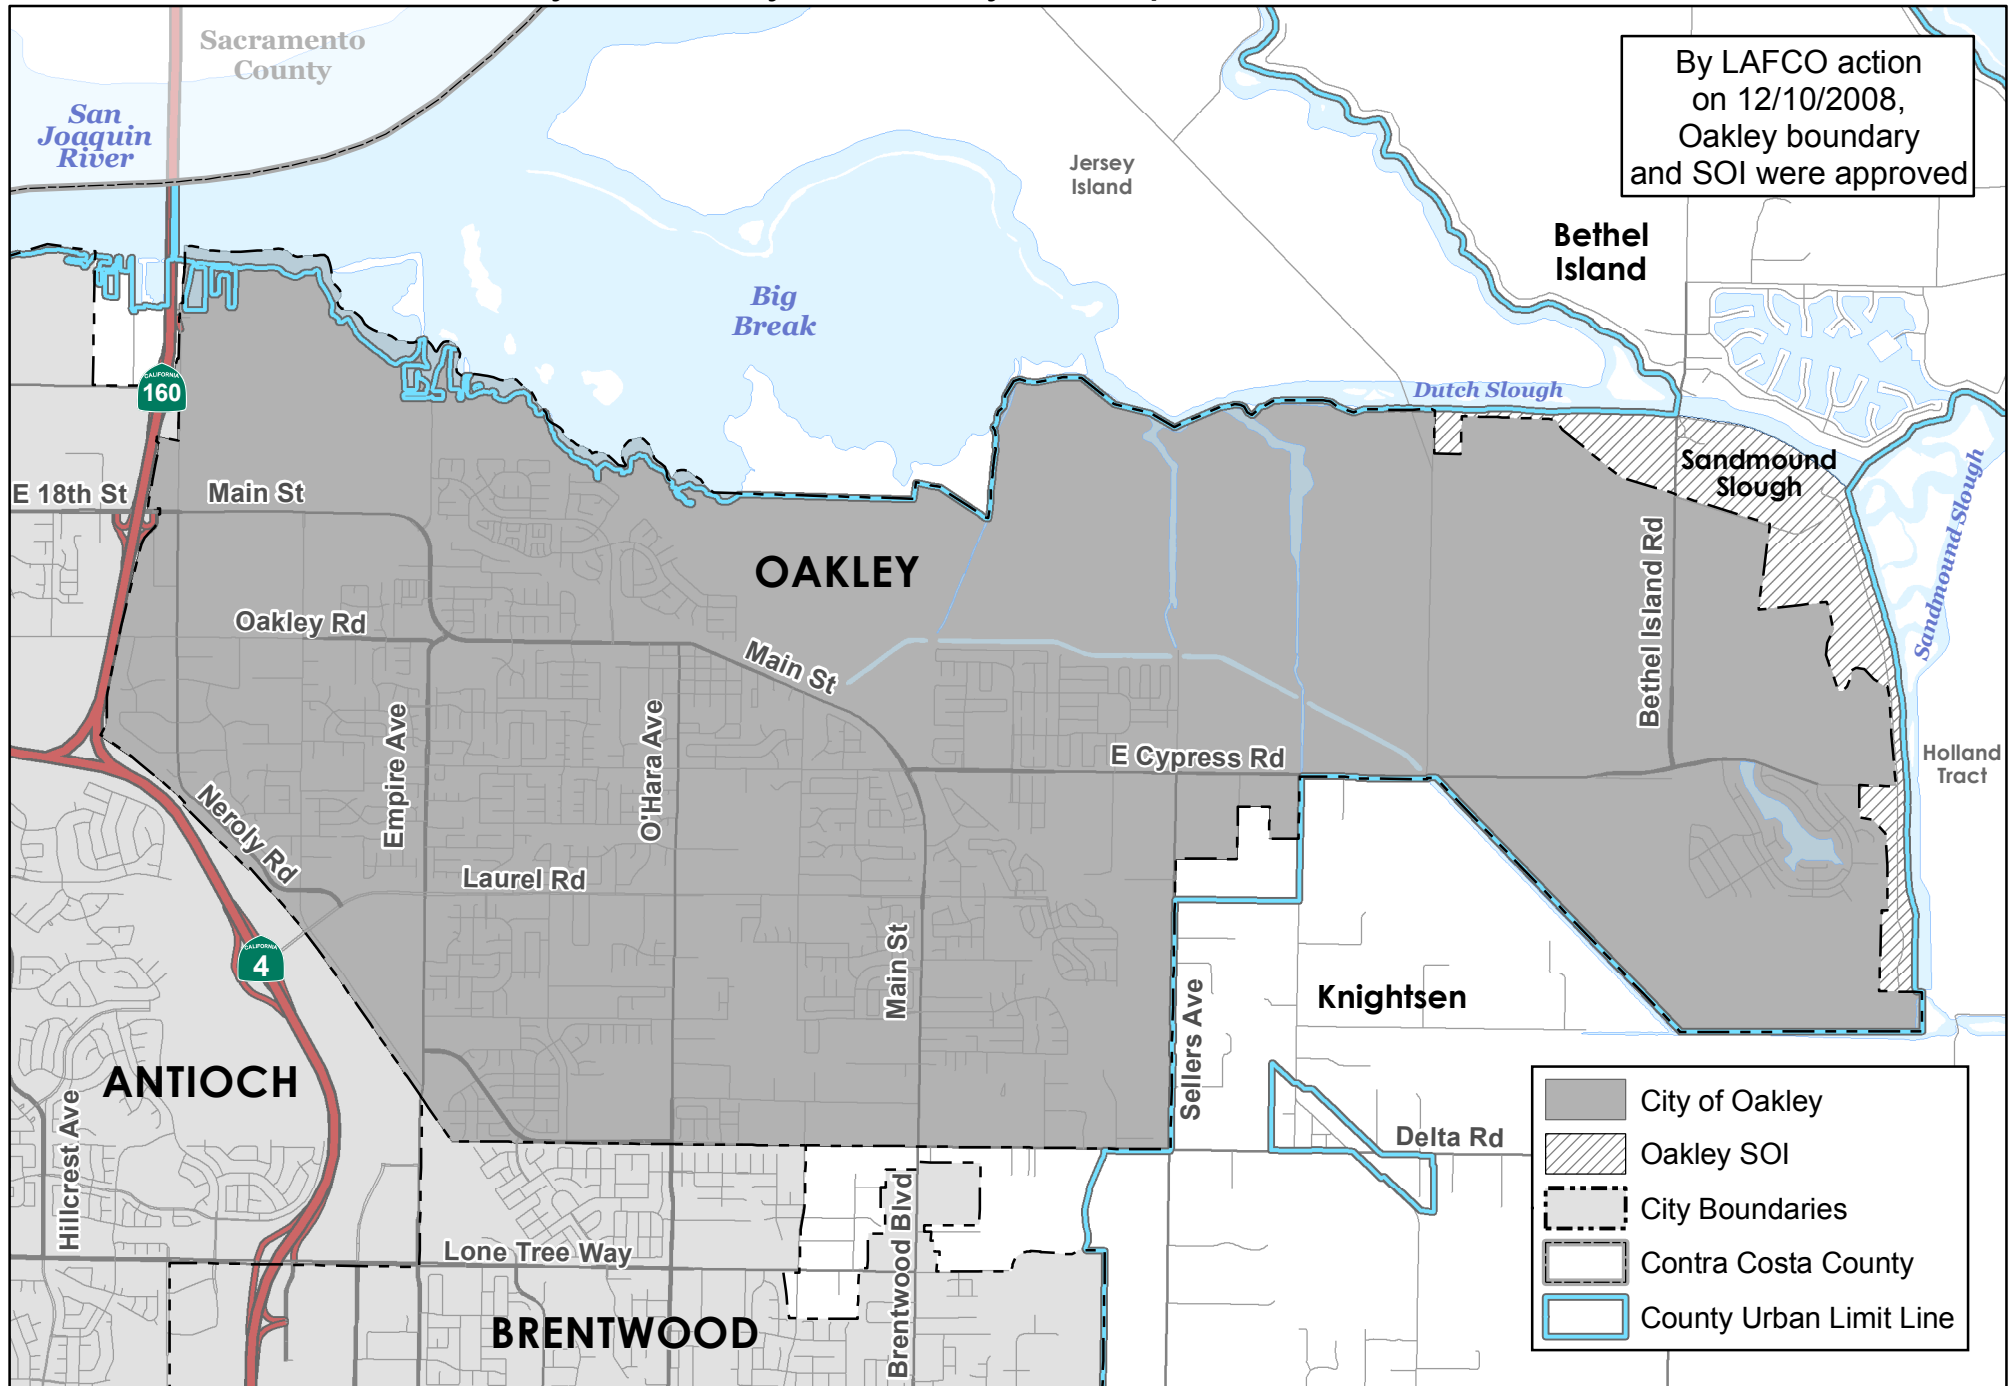 Sacramento
County
San
Joaquin
River
By LAFCO action
on 12/10/2008,
Oakley boundary
and SOI were approved
Jersey
Island
Bethel
Island
Big
Break
CALIFORNIA
160
Dutch Slough
Sandmound
Slough
E 18th St
Main St
OAKLEY
Sandmound Slough
Bethel Island Rd
Oakley Rd
Main St
Empire Ave
O'Hara Ave
E Cypress Rd
Holland
Tract
Neroly Rd
Laurel Rd
CALIFORNIA
4
Main St
Sellers Ave
Knightsen
ANTIOCH
Hillcrest Ave
Delta Rd
Lone Tree Way
Brentwood Blvd
BRENTWOOD
City of Oakley
Oakley SOI
City Boundaries
Contra Costa County
County Urban Limit Line